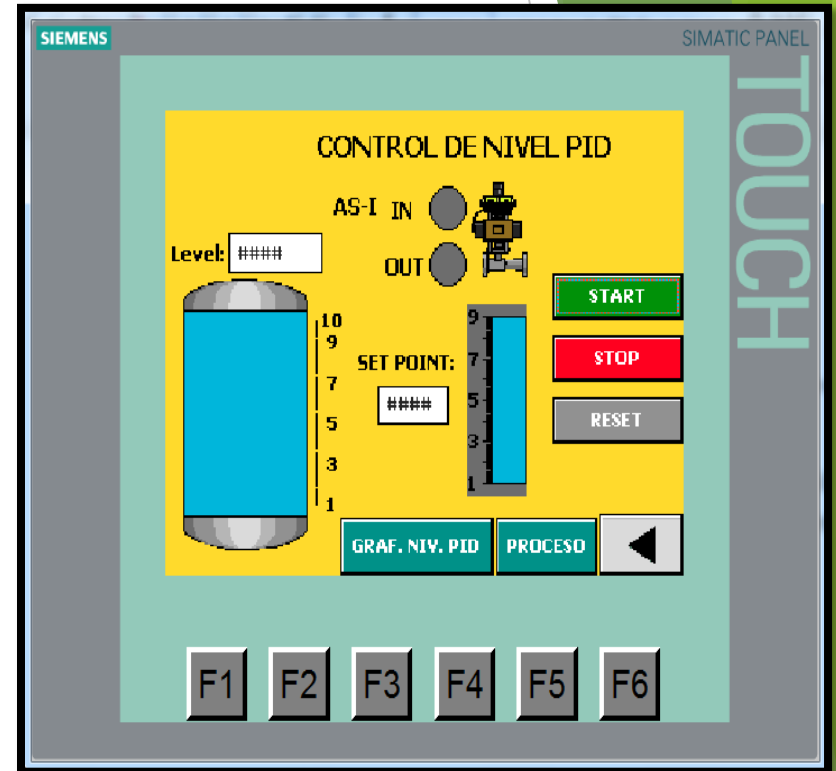 SIEMENS
SIMATIC PANEL
TOUCH
CONTROL DE NIVEL PID
AS-I IN
OUT
Level: ####
10
9
7
5
3
1
SET POINT:
####
9
7
5
3
1
START
STOP
RESET
GRAF. NIV. PID
PROCESO
F1 F2 F3 F4 F5 F6